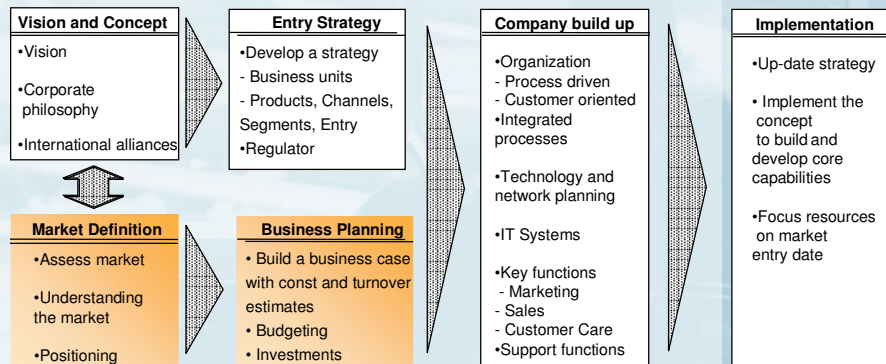 Vision and Concept
•Vision
•Corporate
philosophy
•International alliances
Entry Strategy
•Develop a strategy
- Business units
- Products, Channels,
Segments, Entry
•Regulator
Market Definition
•Assess market
•Understanding
the market
•Positioning
Business Planning
• Build a business case
with const and turnover
estimates
• Budgeting
• Investments
Company build up
•Organization
- Process driven
- Customer oriented
•Integrated
processes
•Technology and
network planning
•IT Systems
•Key functions
- Marketing
- Sales
- Customer Care
•Support functions
Implementation
•Up-date strategy
• Implement the
concept
to build and
develop core
capabilities
•Focus resources
on market
entry date